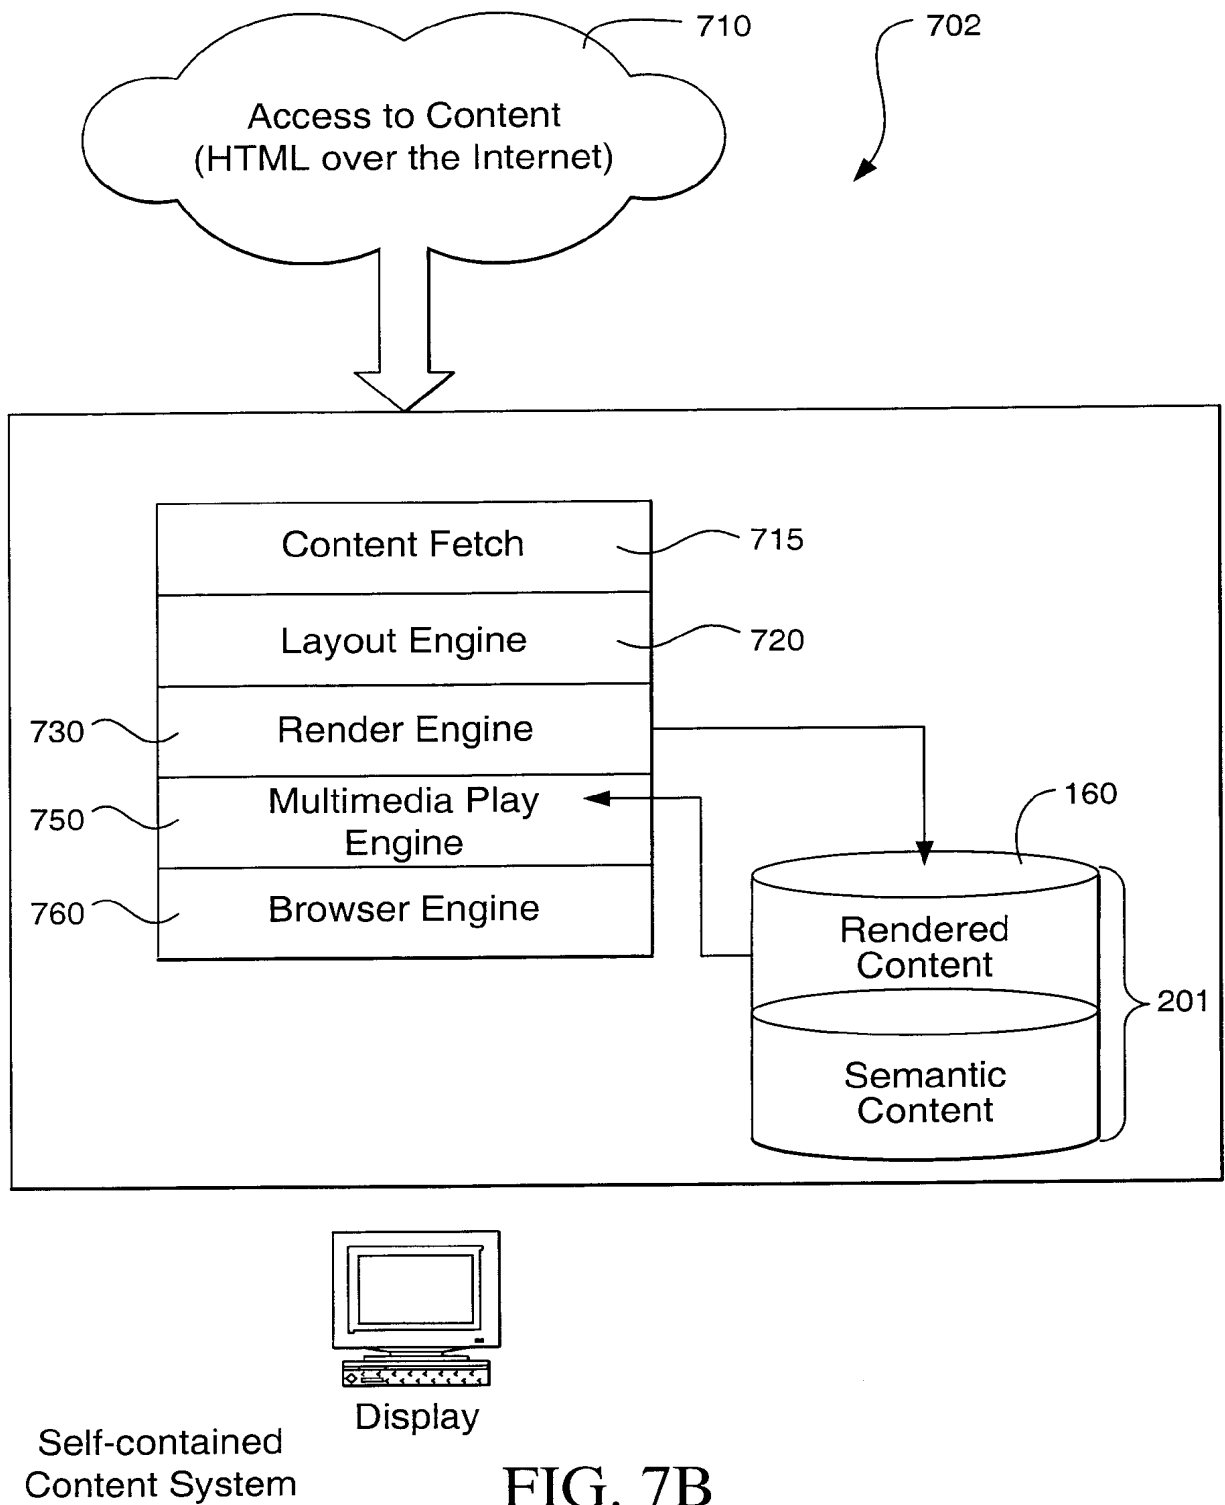 710
702
Access to Content
(HTML over the Internet)
Content Fetch
715
Layout Engine
720
730
Render Engine
750
Multimedia Play
Engine
160
760
Browser Engine
Rendered
Content
201
Semantic
Content
Display
Self-contained
Content System
FIG. 7B